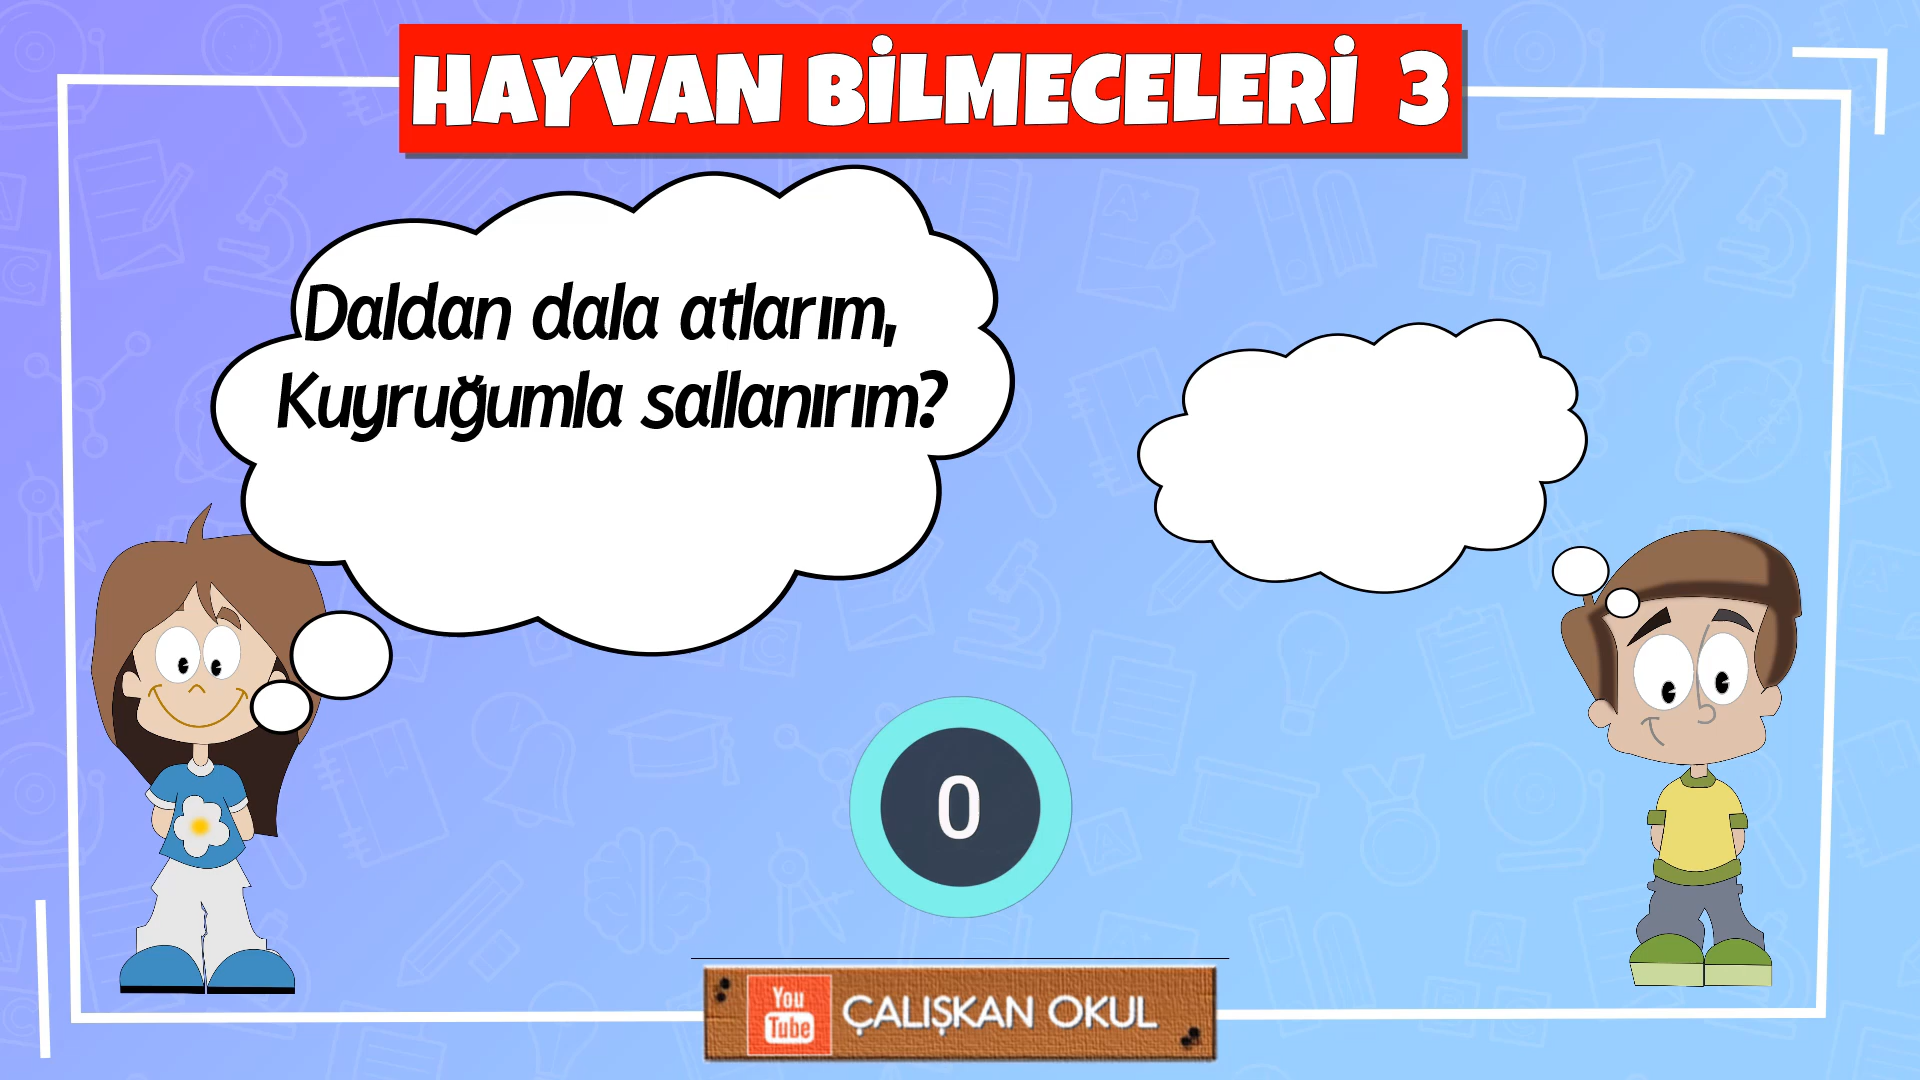 HAYVAN BİLMECELERİ 3
Daldan dala atlarım,
Kuyruğumla sallanırım?
0
You
Tube
ÇALIŞKAN OKUL